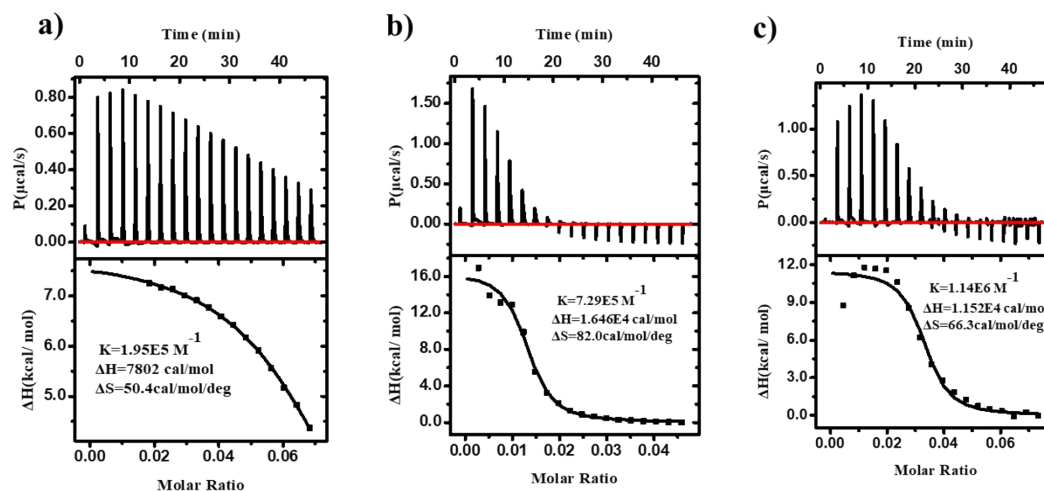 a)
Time (min)
0 10 20 30 40
P(μcal/s)
0.80
0.60
0.40
0.20
0.00
ΔH(kcal/ mol)
7.0
6.0
5.0
K=1.95E5 M⁻¹
ΔH=7802 cal/mol
ΔS=50.4cal/mol/deg
0.00 0.02 0.04 0.06
Molar Ratio
b)
Time (min)
0 10 20 30 40
P(μcal/s)
1.50
1.00
0.50
0.00
ΔH(kcal/ mol)
16.0
12.0
8.0
4.0
0.0
K=7.29E5 M⁻¹
ΔH=1.646E4 cal/mol
ΔS=82.0cal/mol/deg
0.00 0.01 0.02 0.03 0.04
Molar Ratio
c)
Time (min)
0 10 20 30 40
P(μcal/s)
1.00
0.50
0.00
ΔH(kcal/ mol)
12.0
9.0
6.0
3.0
0.0
K=1.14E6 M⁻¹
ΔH=1.152E4 cal/mo
ΔS=66.3cal/mol/deg
0.00 0.02 0.04 0.06
Molar Ratio